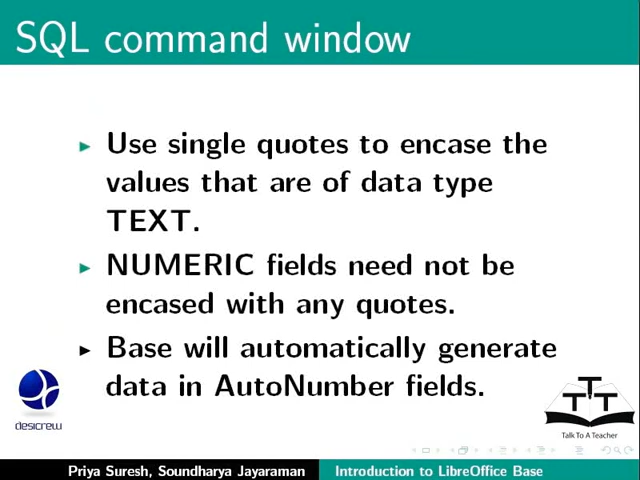 SQL command window
Use single quotes to encase the
values that are of data type
TEXT.
NUMERIC fields need not be
encased with any quotes.
Base will automatically generate
data in AutoNumber fields.
desicrew
TTT
Talk To A Teacher
Priya Suresh, Soundharya Jayaraman
Introduction to LibreOffice Base